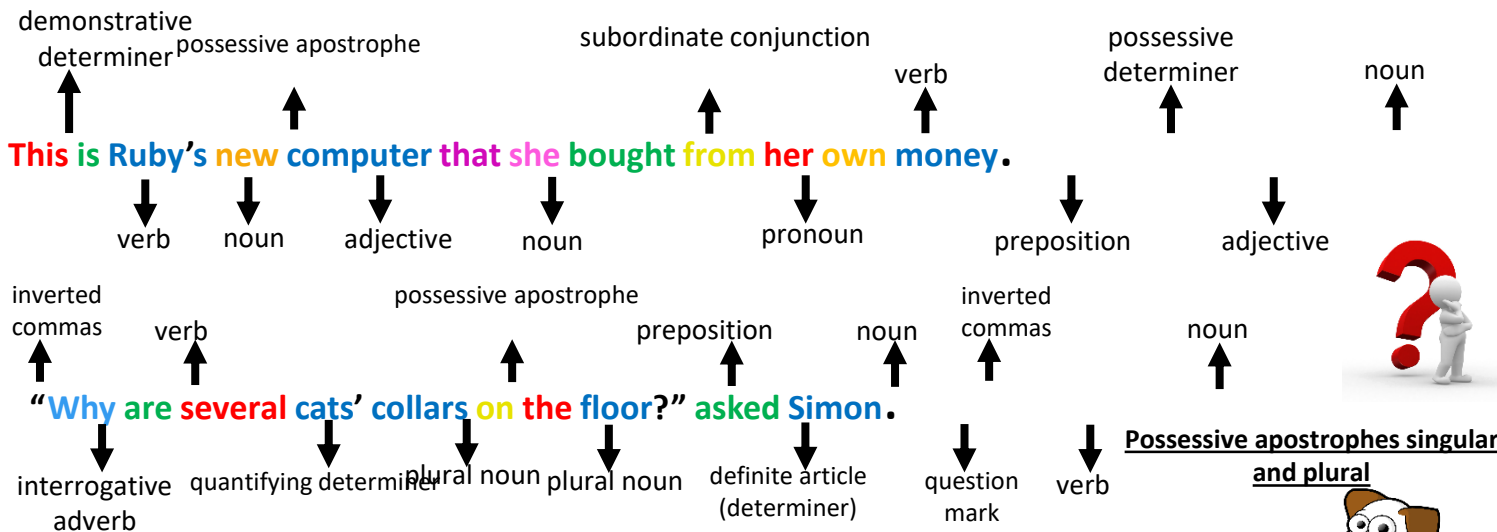 demonstrative
determiner
possessive apostrophe
subordinate conjunction
verb
possessive
determiner
noun
This is Ruby’s new computer that she bought from her own money.
verb
noun
adjective
noun
pronoun
preposition
adjective
inverted
commas
verb
possessive apostrophe
preposition
noun
inverted
commas
noun
“Why are several cats’ collars on the floor?” asked Simon.
interrogative
adverb
quantifying determiner
plural noun
plural noun
definite article
(determiner)
question
mark
verb
Possessive apostrophes singular
and plural